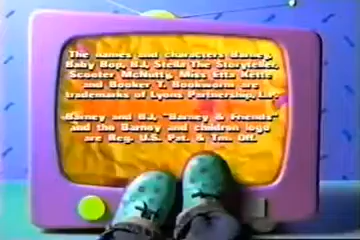 The names and characters Barney,
Baby Bop, BJ, Stella The Storyteller,
Scooter McNutty, Miss Etta Kette
and Booker T. Bookworm are
trademarks of Lyons Partnership, L.P.
Barney and BJ, "Barney & Friends"
and the Barney and children logo
are Reg. U.S. Pat. & Tm. Off.